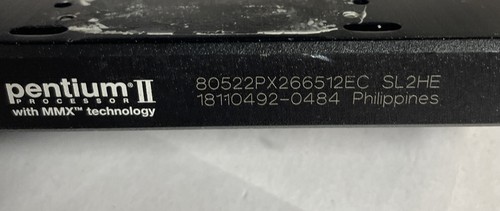 pentium® II
PROCESSOR
with MMX™ technology
80522PX266512EC SL2HE
18110492-0484 Philippines